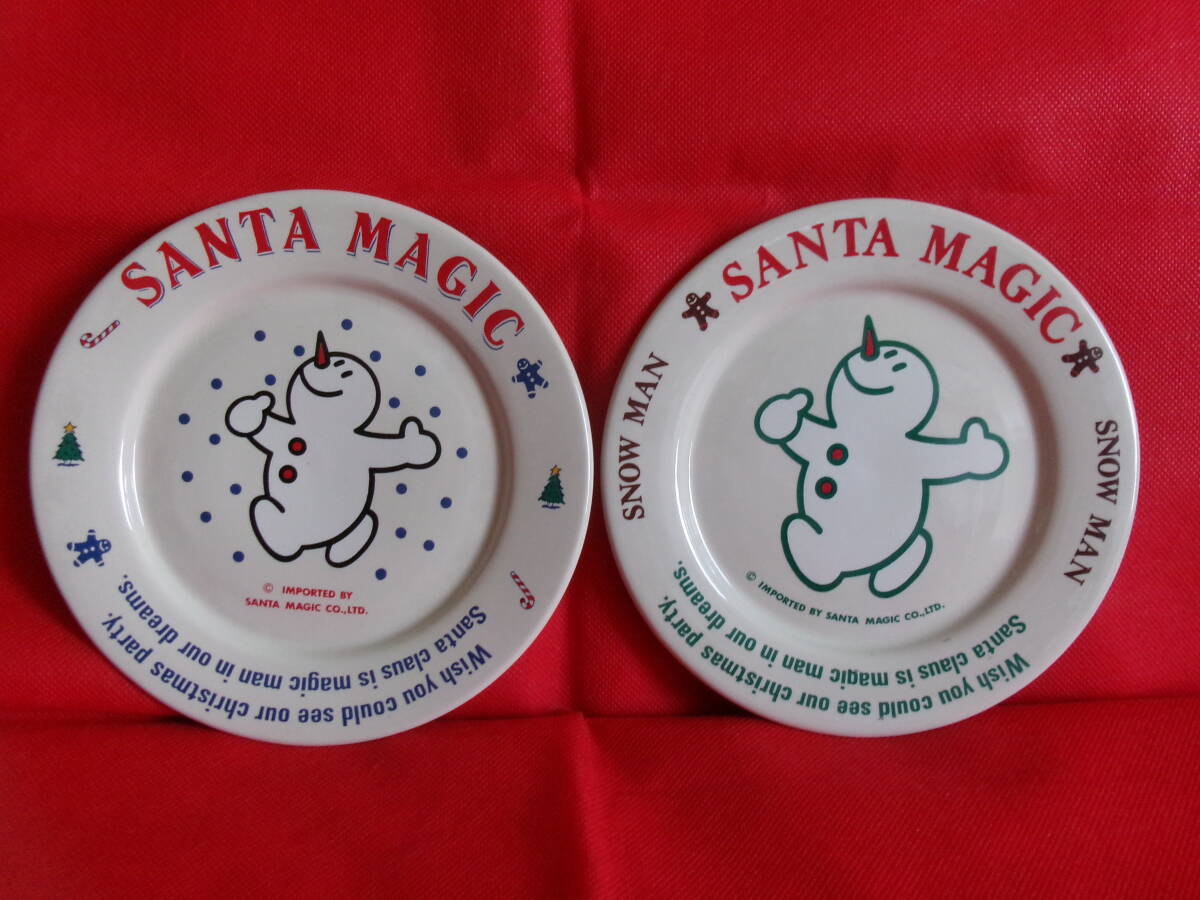 SANTA MAGIC
© IMPORTED BY
SANTA MAGIC CO.,LTD.
Wish you could see our christmas party.
Santa claus is magic man in our dreams.
SANTA MAGIC
SNOW MAN
SNOW MAN
© IMPORTED BY SANTA MAGIC CO.,LTD.
Wish you could see our christmas party.
Santa claus is magic man in our dreams.